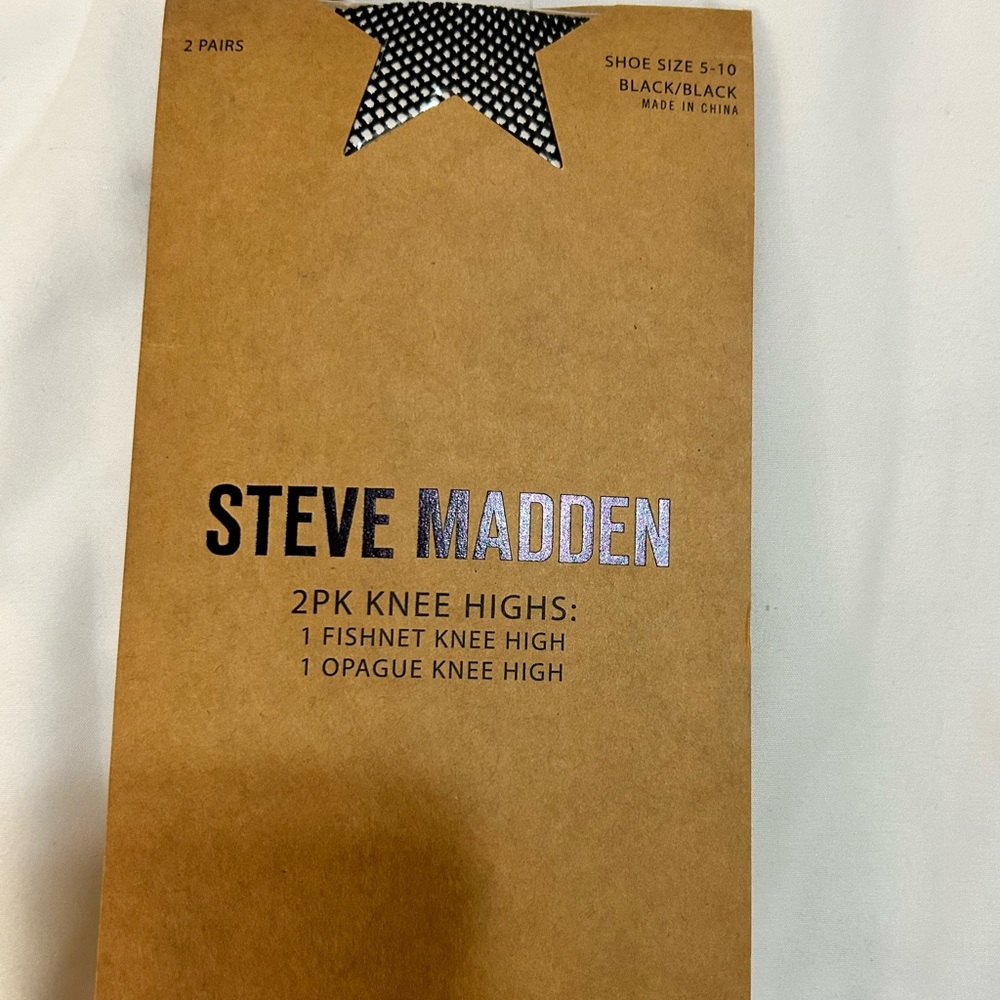 2 PAIRS
SHOE SIZE 5-10
BLACK/BLACK
MADE IN CHINA
STEVE MADDEN
2PK KNEE HIGHS:
1 FISHNET KNEE HIGH
1 OPAGUE KNEE HIGH